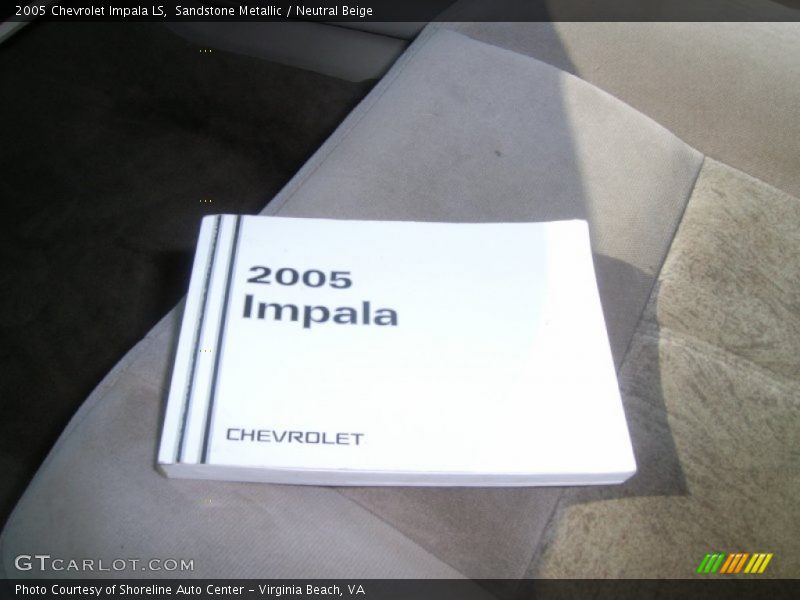 2005 Chevrolet Impala LS, Sandstone Metallic / Neutral Beige
2005
Impala
CHEVROLET
GTCARLOT.COM
Photo Courtesy of Shoreline Auto Center - Virginia Beach, VA